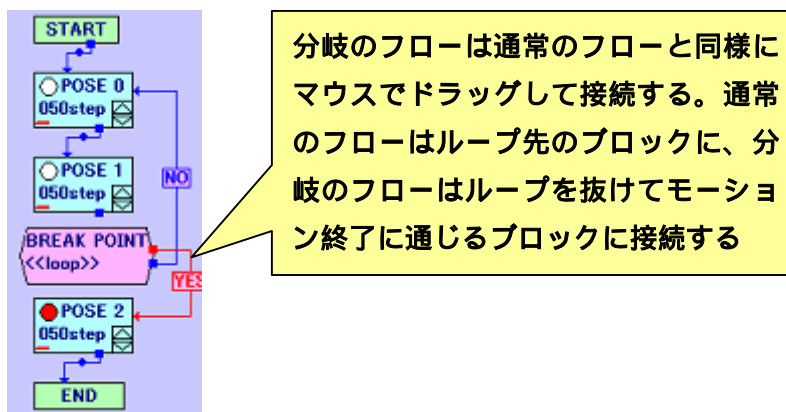 START
POSE 0
050step
POSE 1
050step
NO
BREAK POINT
<<loop>>
YES
POSE 2
050step
END
分岐のフローは通常のフローと同様に
マウスでドラッグして接続する。通常
のフローはループ先のブロックに、分
岐のフローはループを抜けてモーショ
ン終了に通じるブロックに接続する